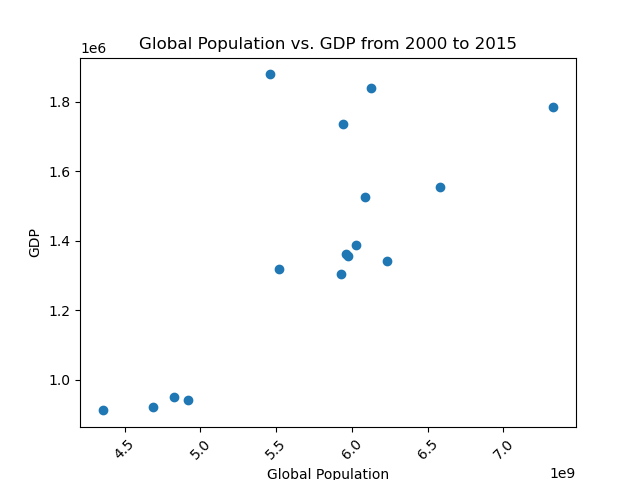 Global Population vs. GDP from 2000 to 2015
1e6
1.8
1.6
1.4
1.2
1.0
GDP
4.5 5.0 5.5 6.0 6.5 7.0
Global Population
1e9